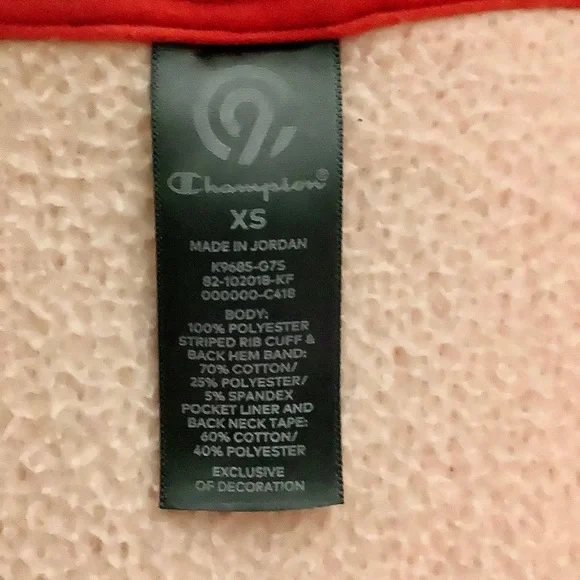 Champion®
XS
MADE IN JORDAN
K9685-G7S
82-102018-KF
000000-C418
BODY:
100% POLYESTER
STRIPED RIB CUFF &
BACK HEM BAND:
70% COTTON/
25% POLYESTER/
5% SPANDEX
POCKET LINER AND
BACK NECK TAPE:
60% COTTON/
40% POLYESTER
EXCLUSIVE
OF DECORATION